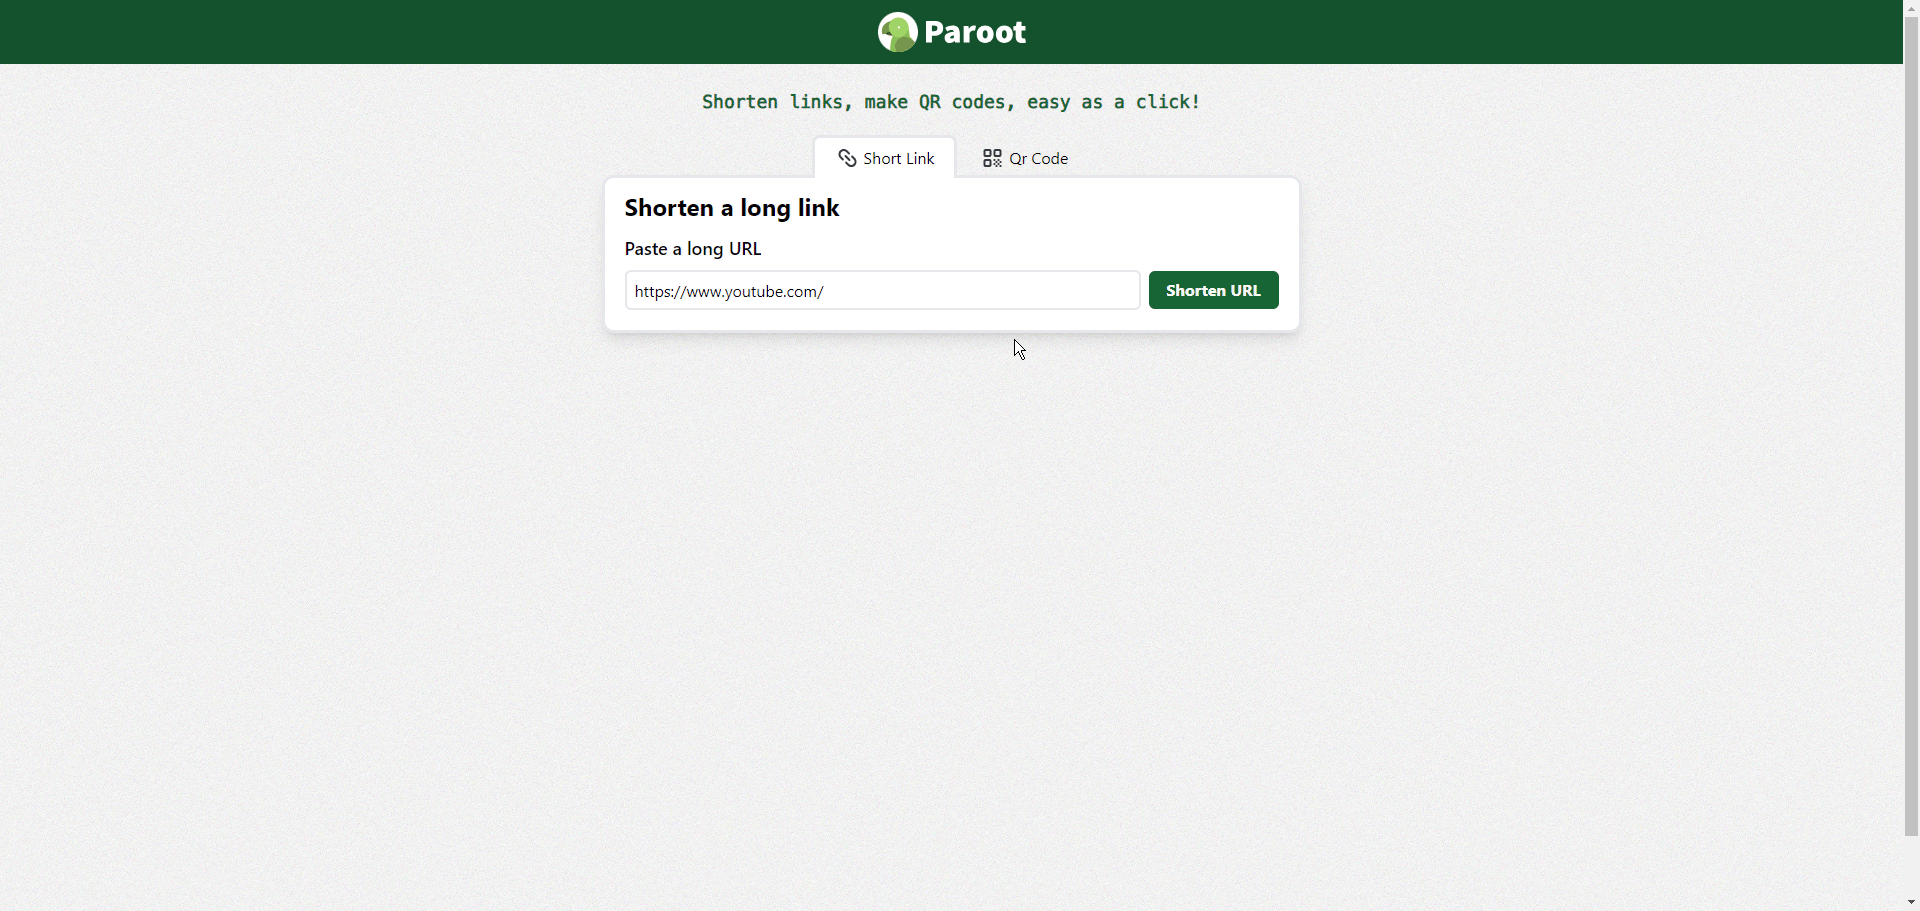 Paroot
Shorten links, make QR codes, easy as a click!
Short Link
Qr Code
Shorten a long link
Paste a long URL
https://www.youtube.com/
Shorten URL